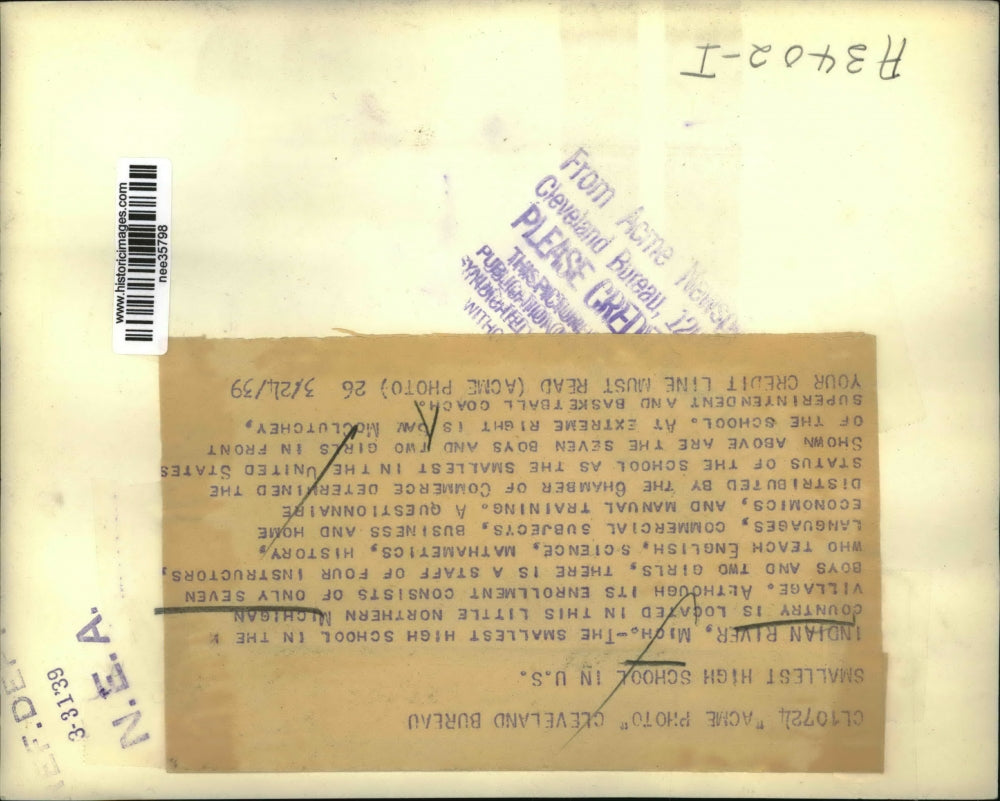 A3402-I
www.historicimages.com
nee35798
From Acme
Cleveland Bureau,
PLEASE
CL10724 "ACME PHOTO" CLEVELAND BUREAU
SMALLEST HIGH SCHOOL IN U.S.
INDIAN RIVER, MICH.-THE SMALLEST HIGH SCHOOL IN THE
COUNTRY IS LOCATED IN THIS LITTLE NORTHERN MICHIGAN
VILLAGE. ALTHOUGH ITS ENROLLMENT CONSISTS OF ONLY SEVEN
BOYS AND TWO GIRLS, THERE IS A STAFF OF FOUR INSTRUCTORS,
WHO TEACH ENGLISH, SCIENCE, MATHAMETICS, HISTORY,
LANGUAGES, COMMERCIAL SUBJECTS, BUSINESS AND HOME
ECONOMICS, AND MANUAL TRAINING. A QUESTIONNAIRE
DISTRIBUTED BY THE CHAMBER OF COMMERCE DETERMINED THE
STATUS OF THE SCHOOL AS THE SMALLEST IN THE UNITED STATES
SHOWN ABOVE ARE THE SEVEN BOYS AND TWO GIRLS IN FRONT
OF THE SCHOOL. AT EXTREME RIGHT IS SAM MCCLUTCHEY,
SUPERINTENDENT AND BASKETBALL COACH.
YOUR CREDIT LINE MUST READ (ACME PHOTO) 26 3/24/39
3-31'39
N.E.A.